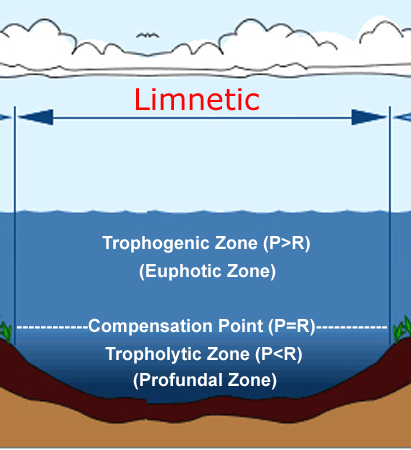 Limnetic
Trophogenic Zone (P>R)
(Euphotic Zone)
------------Compensation Point (P=R)------------
Tropholytic Zone (P<R)
(Profundal Zone)